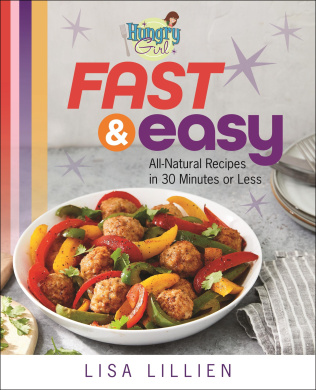 Hungry
Girl
FAST
& easy
All-Natural Recipes
in 30 Minutes or Less
LISA LILLIEN